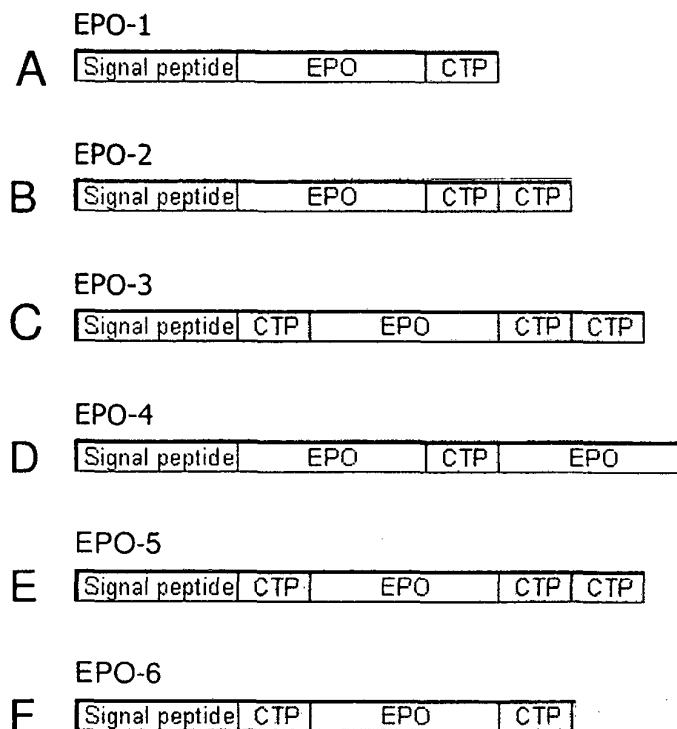 EPO-1
A Signal peptide EPO CTP
EPO-2
B Signal peptide EPO CTP CTP
EPO-3
C Signal peptide CTP EPO CTP CTP
EPO-4
D Signal peptide EPO CTP EPO
EPO-5
E Signal peptide CTP EPO CTP CTP
EPO-6
F Signal peptide CTP EPO CTP